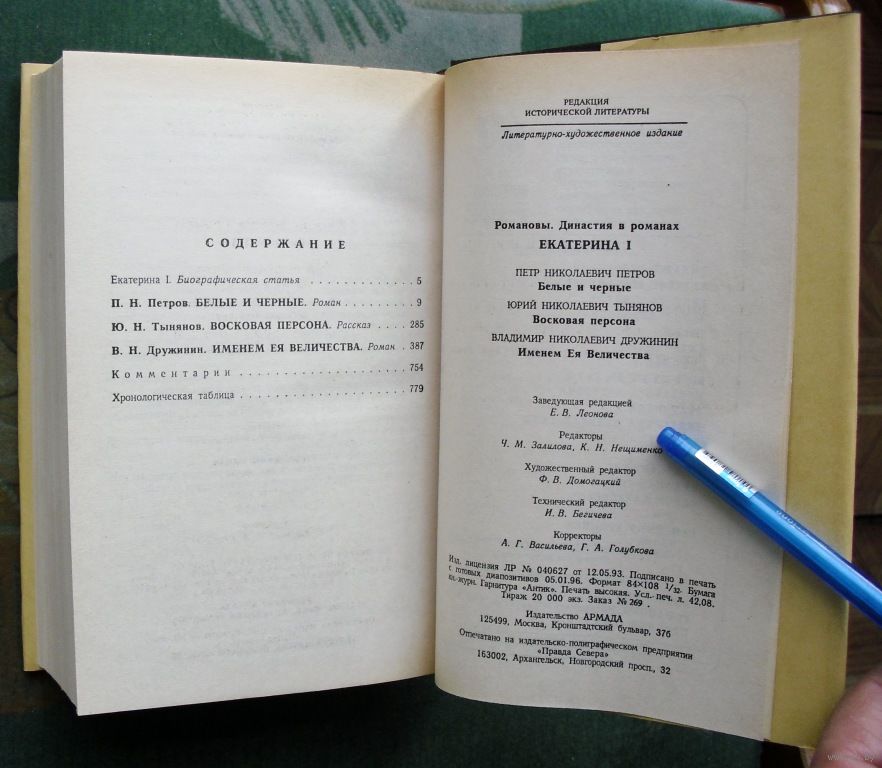 СОДЕРЖАНИЕ
Екатерина I. Биографическая статья . . . . . . . . . . . 5
П. Н. Петров. БЕЛЫЕ И ЧЕРНЫЕ. Роман . . . . . . . . 9
Ю. Н. Тынянов. ВОСКОВАЯ ПЕРСОНА. Рассказ . . . . 285
В. Н. Дружинин. ИМЕНЕМ ЕЯ ВЕЛИЧЕСТВА. Роман . 387
Комментарии . . . . . . . . . . . . . . . . . . 754
Хронологическая таблица . . . . . . . . . . . . . . . . . . 779
РЕДАКЦИЯ
ИСТОРИЧЕСКОЙ ЛИТЕРАТУРЫ
Литературно-художественное издание
Романовы. Династия в романах
ЕКАТЕРИНА I
ПЕТР НИКОЛАЕВИЧ ПЕТРОВ
Белые и черные
ЮРИЙ НИКОЛАЕВИЧ ТЫНЯНОВ
Восковая персона
ВЛАДИМИР НИКОЛАЕВИЧ ДРУЖИНИН
Именем Ея Величества
Заведующая редакцией
Е. В. Леонова
Редакторы
Ч. М. Залилова, К. Н. Нещименко
Художественный редактор
Ф. В. Домогацкий
Технический редактор
И. В. Бегичева
Корректоры
А. Г. Васильева, Г. А. Голубкова
Изд. лицензия ЛР № 040627 от 12.05.93. Подписано в печать
с готовых диапозитивов 05.01.96. Формат 84×108 1/32. Бумага
кн.-журн. Гарнитура «Антик». Печать высокая. Усл. печ. л. 42,08.
Тираж 20 000 экз. Заказ № 269 .
Издательство АРМАДА
125499, Москва, Кронштадтский бульвар, 37б
Отпечатано на издательско-полиграфическом предприятии
«Правда Севера»
163002, Архангельск, Новгородский просп., 32